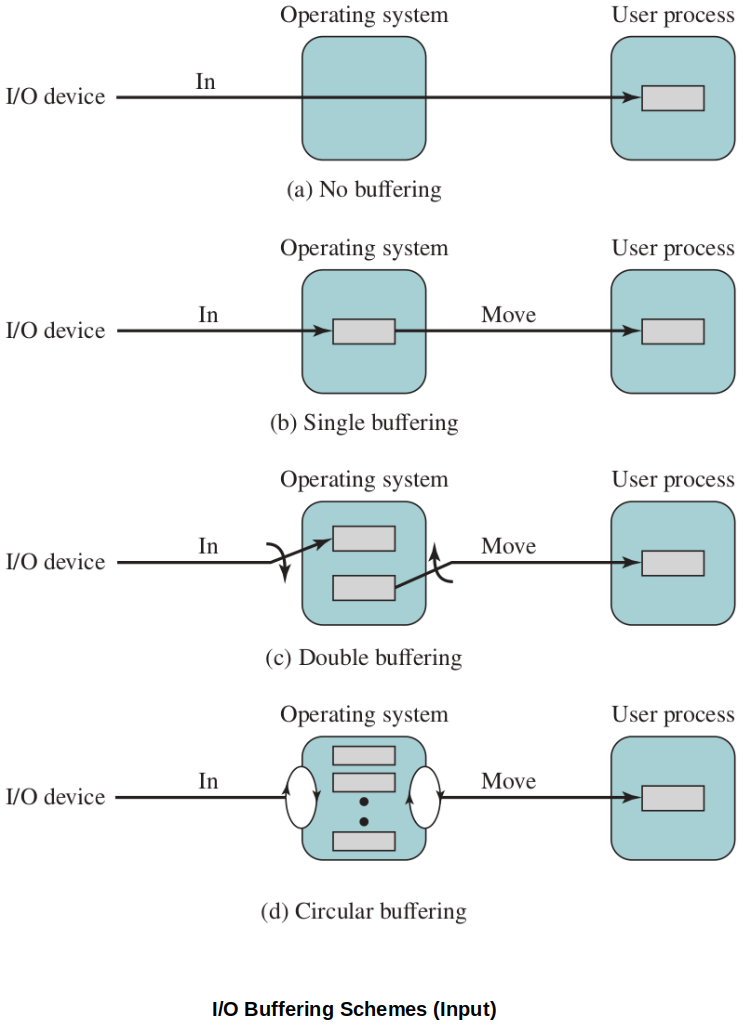 Operating system User process
I/O device In
(a) No buffering
Operating system User process
I/O device In Move
(b) Single buffering
Operating system User process
I/O device In Move
(c) Double buffering
Operating system User process
I/O device In Move
(d) Circular buffering
I/O Buffering Schemes (Input)